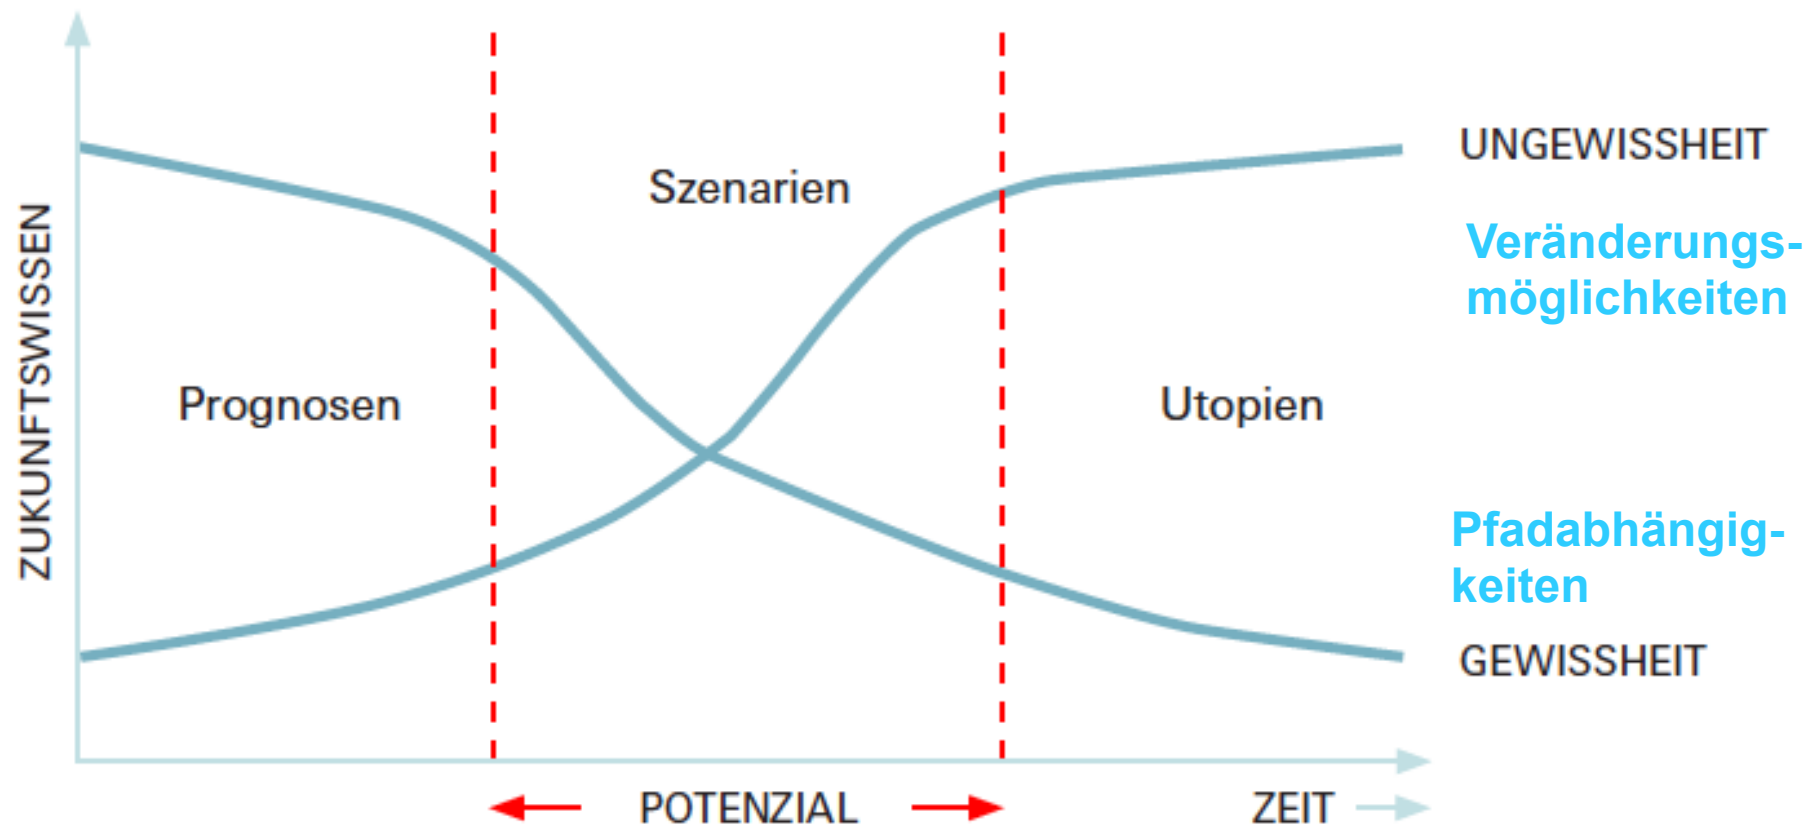 UNGEWISSHEIT
Szenarien
Veränderungs-
möglichkeiten
ZUKUNFTSWISSEN
Prognosen
Utopien
Pfadabhängig-
keiten
GEWISSHEIT
POTENZIAL
ZEIT